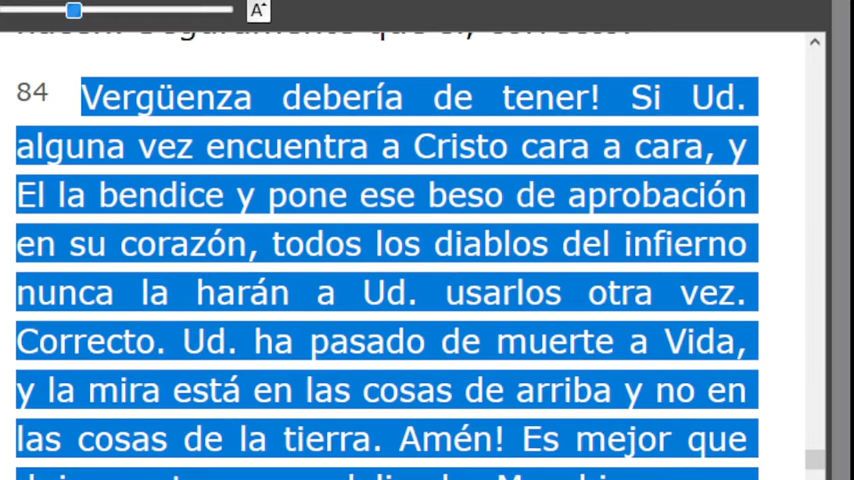 A
84 Vergüenza debería de tener! Si Ud.
alguna vez encuentra a Cristo cara a cara, y
El la bendice y pone ese beso de aprobación
en su corazón, todos los diablos del infierno
nunca la harán a Ud. usarlos otra vez.
Correcto. Ud. ha pasado de muerte a Vida,
y la mira está en las cosas de arriba y no en
las cosas de la tierra. Amén! Es mejor que